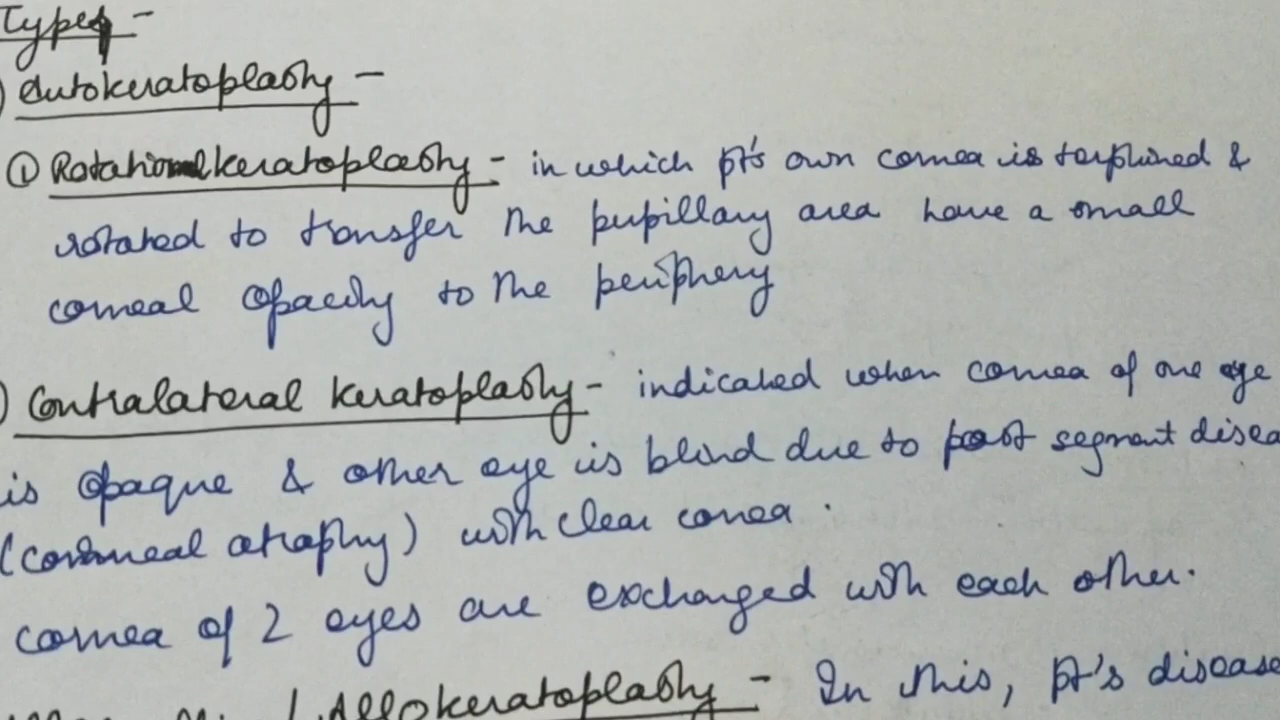 Types -
) Autokeratoplasty -
① Rotational keratoplasty - in which pt's own cornea is terphined &
rotated to transfer the pupillary area have a small
corneal opacity to the periphery
) Contralateral keratoplasty - indicated when cornea of one eye
is opaque & other eye is blind due to post segment disea
(corneal atraphy) with clear cornea.
cornea of 2 eyes are exchanged with each other.
/ Allokeratoplasty - In this, pt's disease